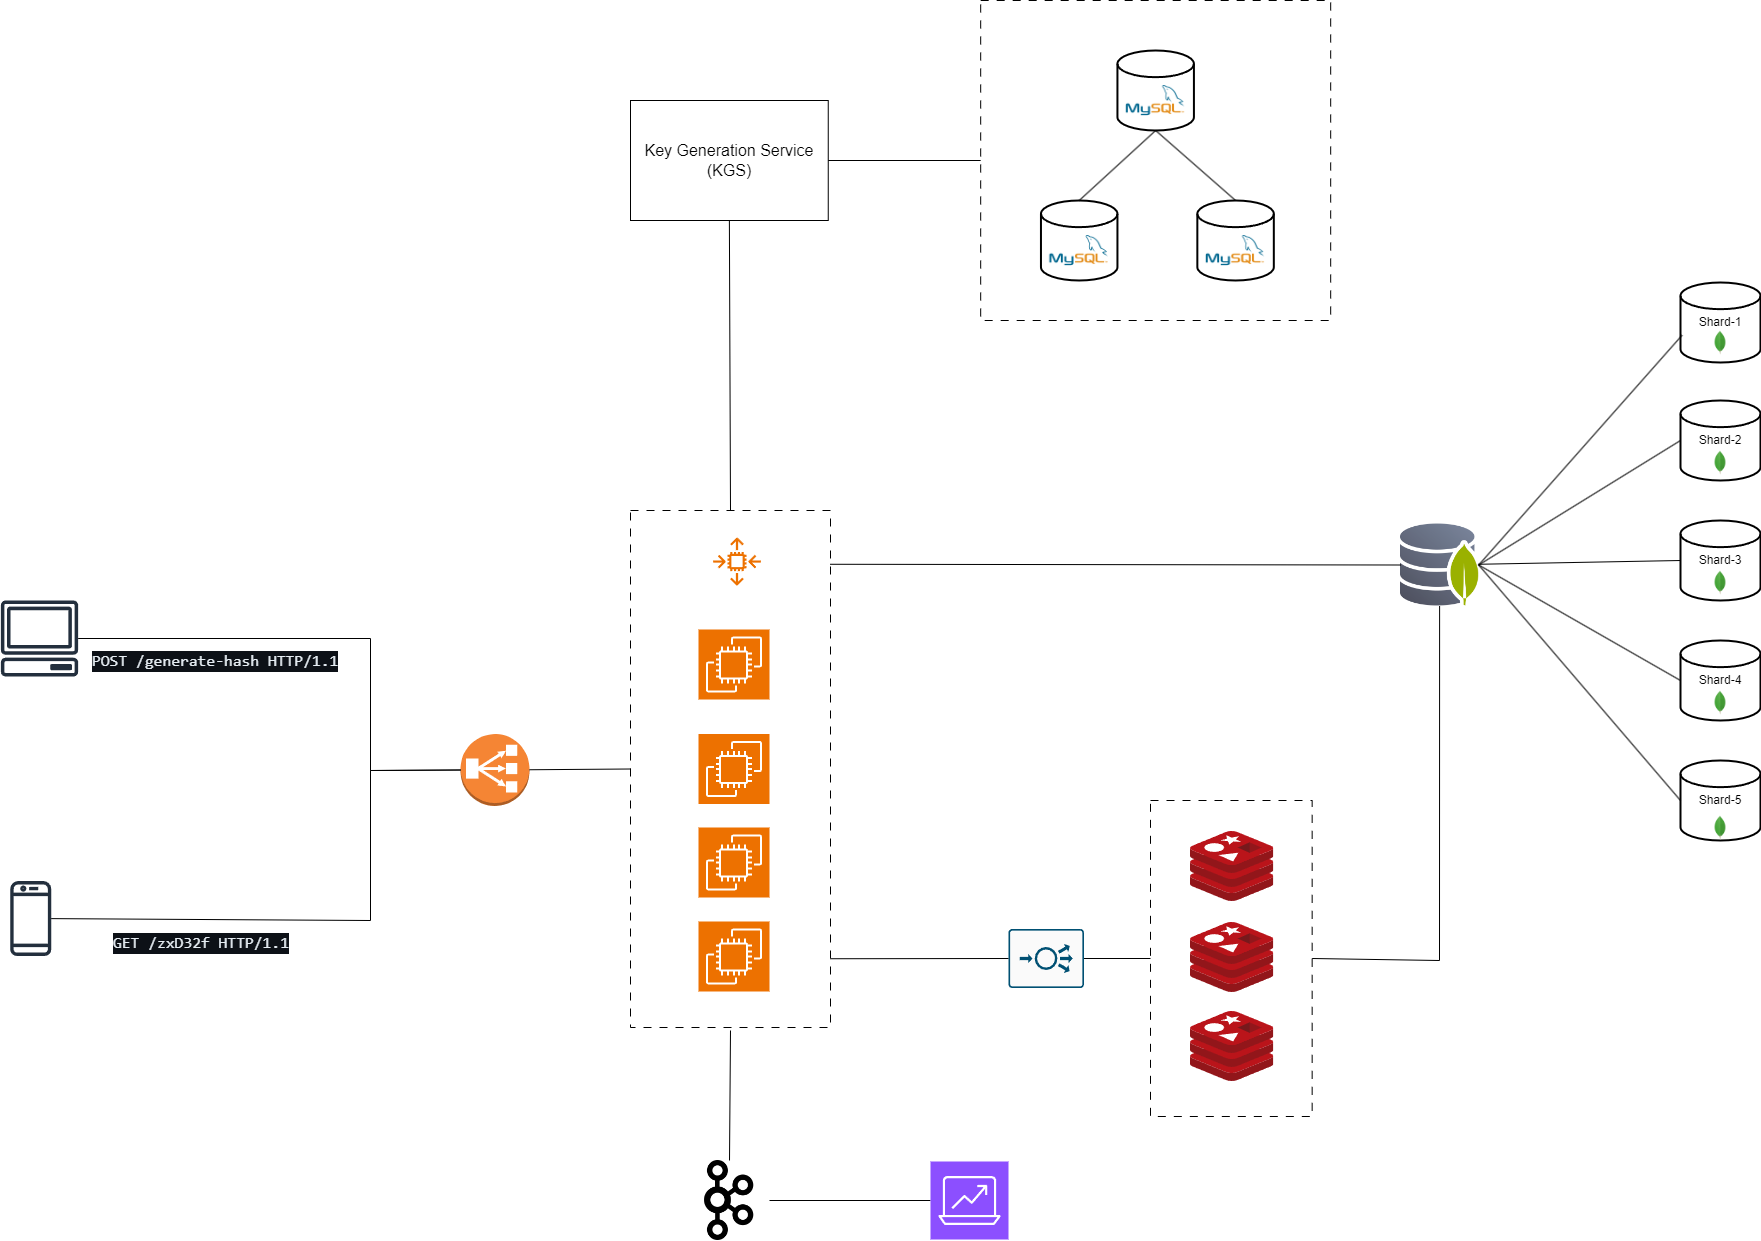 MySQL
Key Generation Service
(KGS)
MySQL
MySQL
Shard-1
Shard-2
Shard-3
Shard-4
Shard-5
POST /generate-hash HTTP/1.1
GET /zxD32f HTTP/1.1